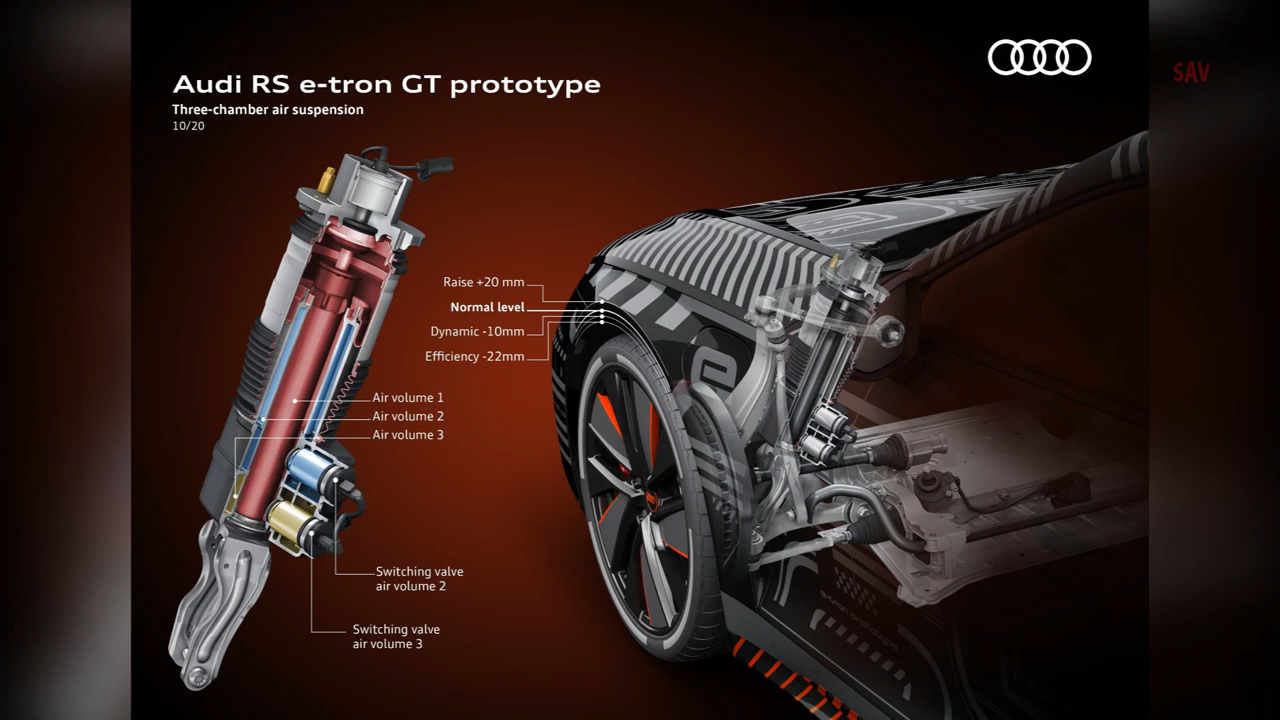 Audi RS e-tron GT prototype
Three-chamber air suspension
10/20
SAV
Raise +20 mm
Normal level
Dynamic -10mm
Efficiency -22mm
Air volume 1
Air volume 2
Air volume 3
Switching valve
air volume 2
Switching valve
air volume 3